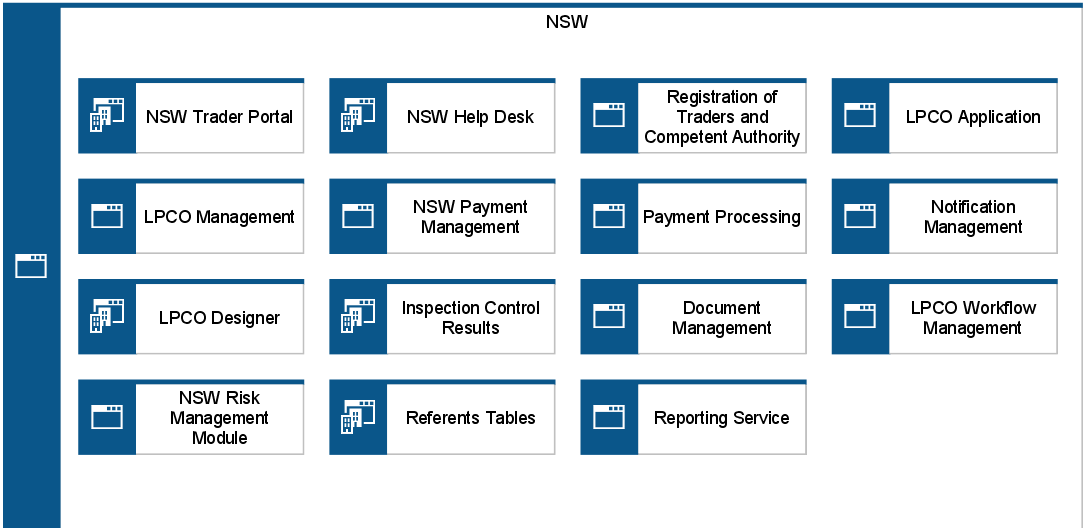 NSW
NSW Trader Portal
NSW Help Desk
Registration of
Traders and
Competent Authority
LPCO Application
LPCO Management
NSW Payment
Management
Payment Processing
Notification
Management
LPCO Designer
Inspection Control
Results
Document
Management
LPCO Workflow
Management
NSW Risk
Management
Module
Referents Tables
Reporting Service